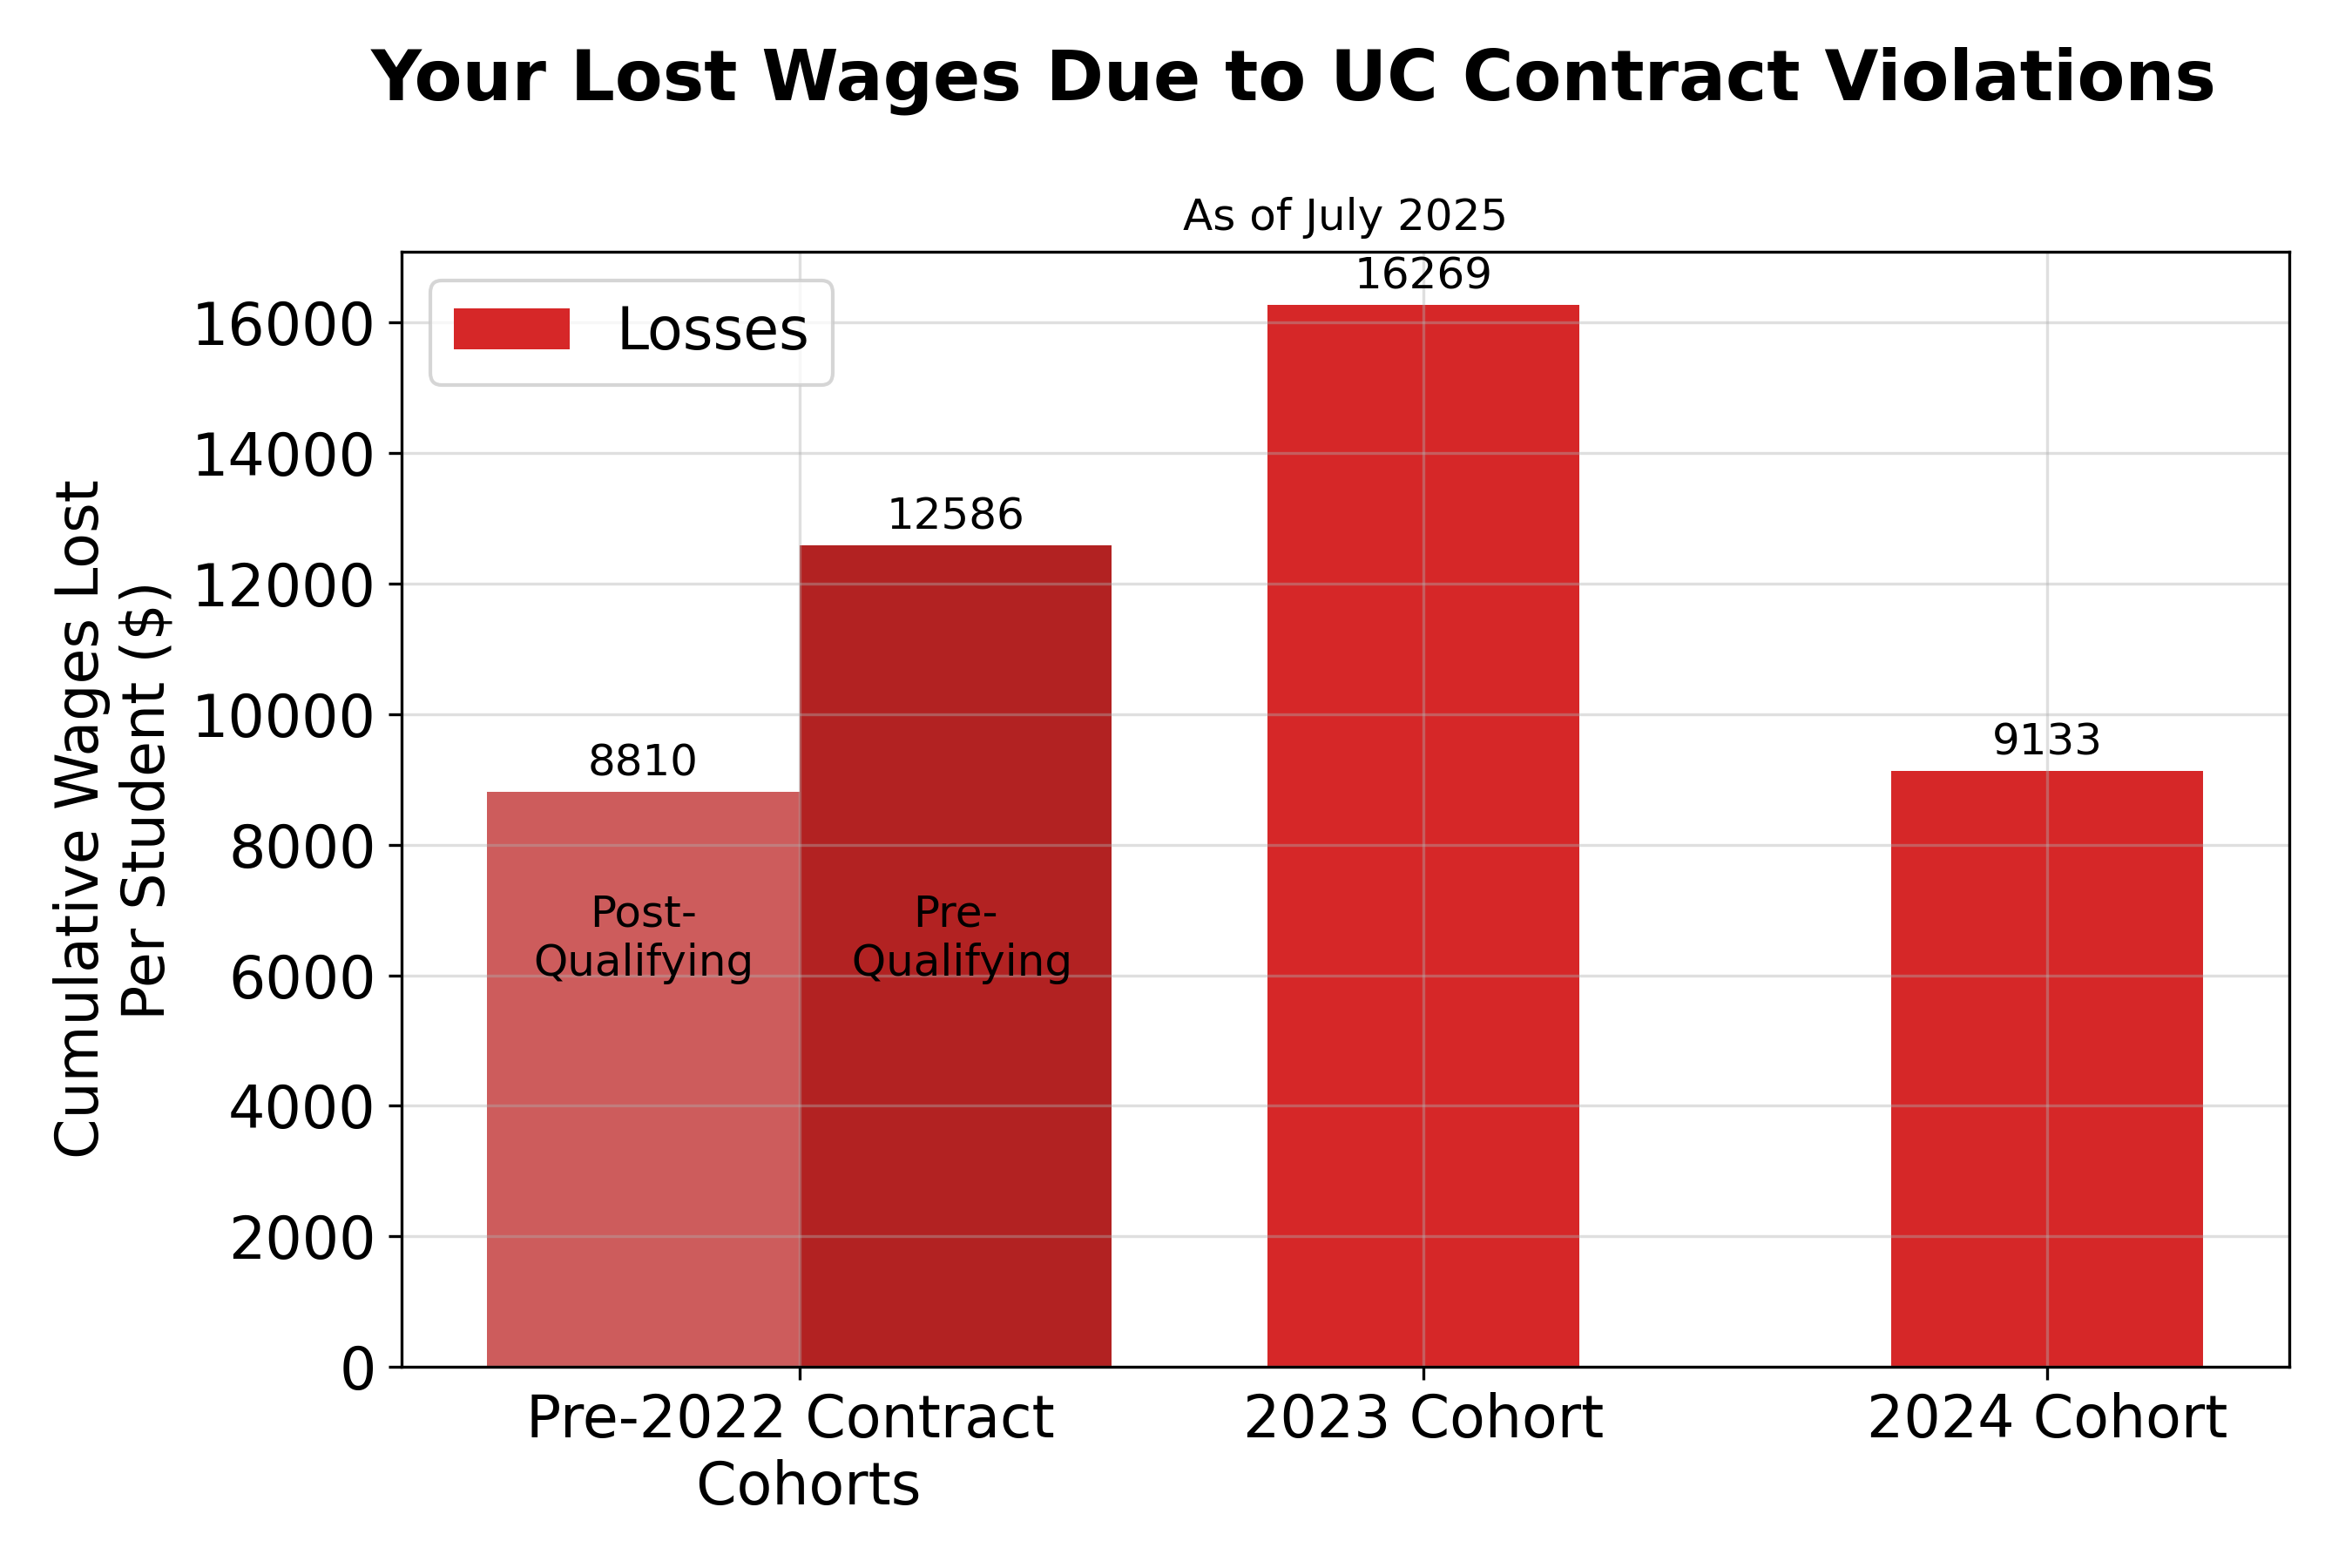 Your Lost Wages Due to UC Contract Violations
As of July 2025
Losses
Cumulative Wages Lost
Per Student ($)
16000
14000
12000
10000
8000
6000
4000
2000
0
8810
12586
16269
9133
Post-
Qualifying
Pre-
Qualifying
Pre-2022 Contract
Cohorts
2023 Cohort
2024 Cohort